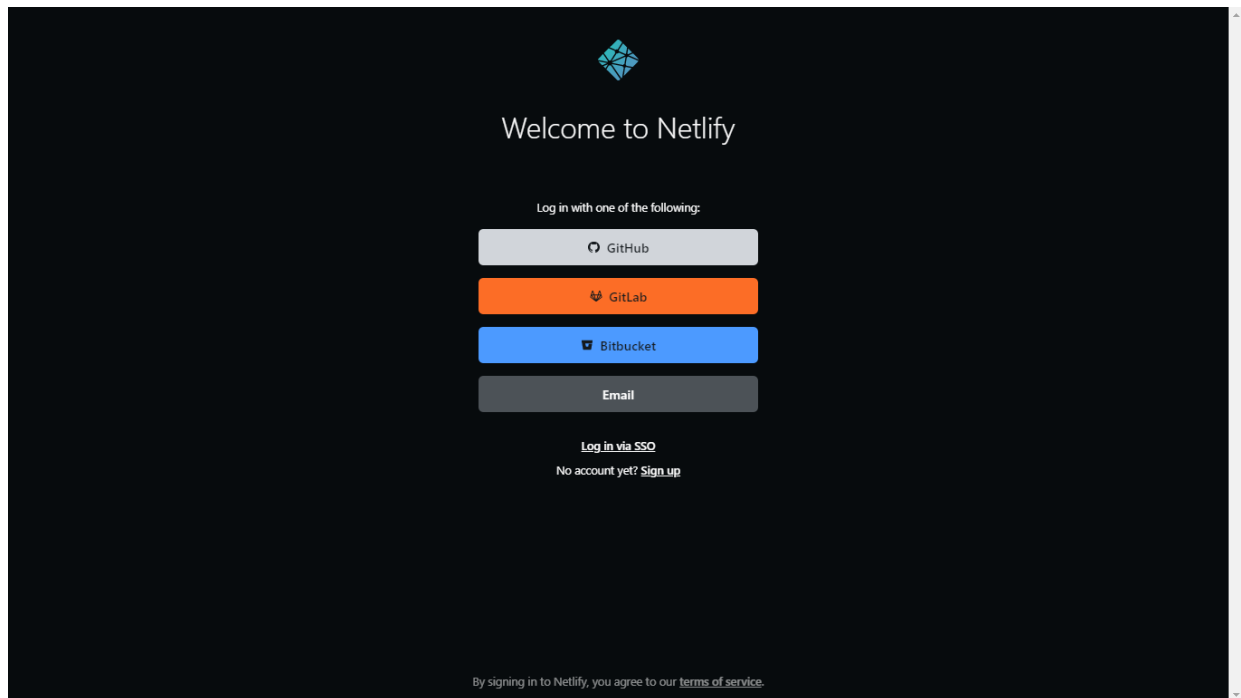 Welcome to Netlify
Log in with one of the following:
GitHub
GitLab
Bitbucket
Email
Log in via SSO
No account yet? Sign up
By signing in to Netlify, you agree to our terms of service.